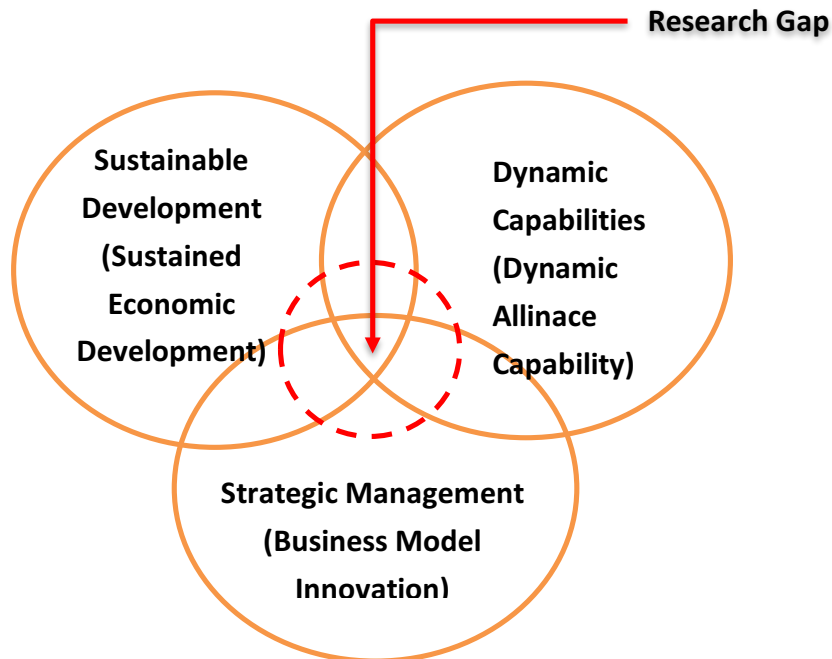 Research Gap
Sustainable
Development
(Sustained
Economic
Development)
Dynamic
Capabilities
(Dynamic
Allinace
Capability)
Strategic Management
(Business Model
Innovation)